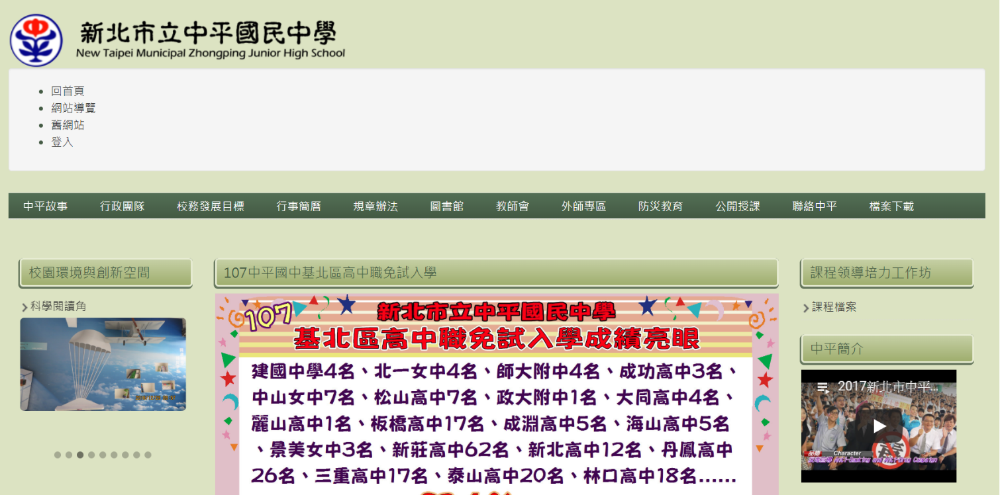 新北市立中平國民中學
New Taipei Municipal Zhongping Junior High School
回首頁
網站導覽
舊網站
登入
中平故事 行政團隊 校務發展目標 行事簡曆 規章辦法 圖書館 教師會 外師專區 防災教育 公開授課 聯絡中平 檔案下載
校園環境與創新空間
科學閱讀角
107中平國中基北區高中職免試入學
107
新北市立中平國民中學
基北區高中職免試入學成績亮眼
建國中學4名、北一女中4名、師大附中4名、成功高中3名、
中山女中7名、松山高中7名、政大附中1名、大同高中4名、
麗山高中1名、板橋高中17名、成淵高中5名、海山高中5名
、景美女中3名、新莊高中62名、新北高中12名、丹鳳高中
26名、三重高中17名、泰山高中20名、林口高中18名......
課程領導培力工作坊
課程檔案
中平簡介
2017新北市中平...
品德 Character
Anti-Smoking and Anti-Drug Campaign